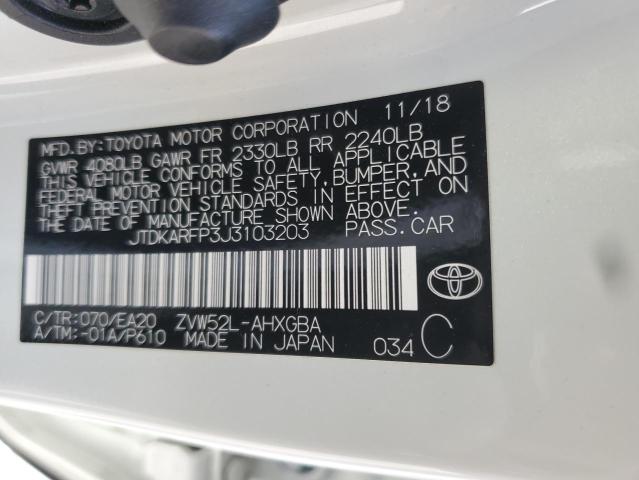 MFD.BY:TOYOTA MOTOR CORPORATION 11/18
GVWR 4080LB GAWR FR 2330LB RR 2240LB
THIS VEHICLE CONFORMS TO ALL APPLICABLE
FEDERAL MOTOR VEHICLE SAFETY,BUMPER,AND
THEFT PREVENTION STANDARDS IN EFFECT ON
THE DATE OF MANUFACTURE SHOWN ABOVE.
JTDKARFP3J3103203 PASS.CAR
C/TR:070/EA20 ZVW52L-AHXGBA
A/TM:-01A/P610 MADE IN JAPAN 034 C